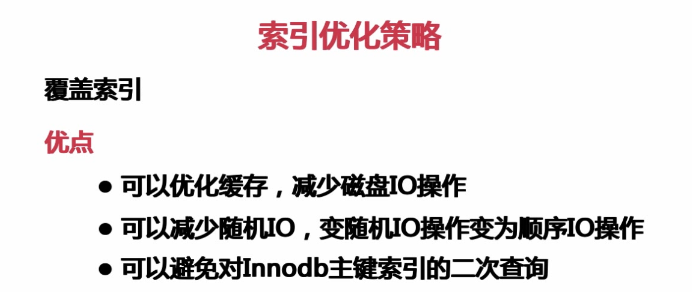 索引优化策略
覆盖索引
优点
● 可以优化缓存，减少磁盘IO操作
● 可以减少随机IO，变随机IO操作变为顺序IO操作
● 可以避免对Innodb主键索引的二次查询